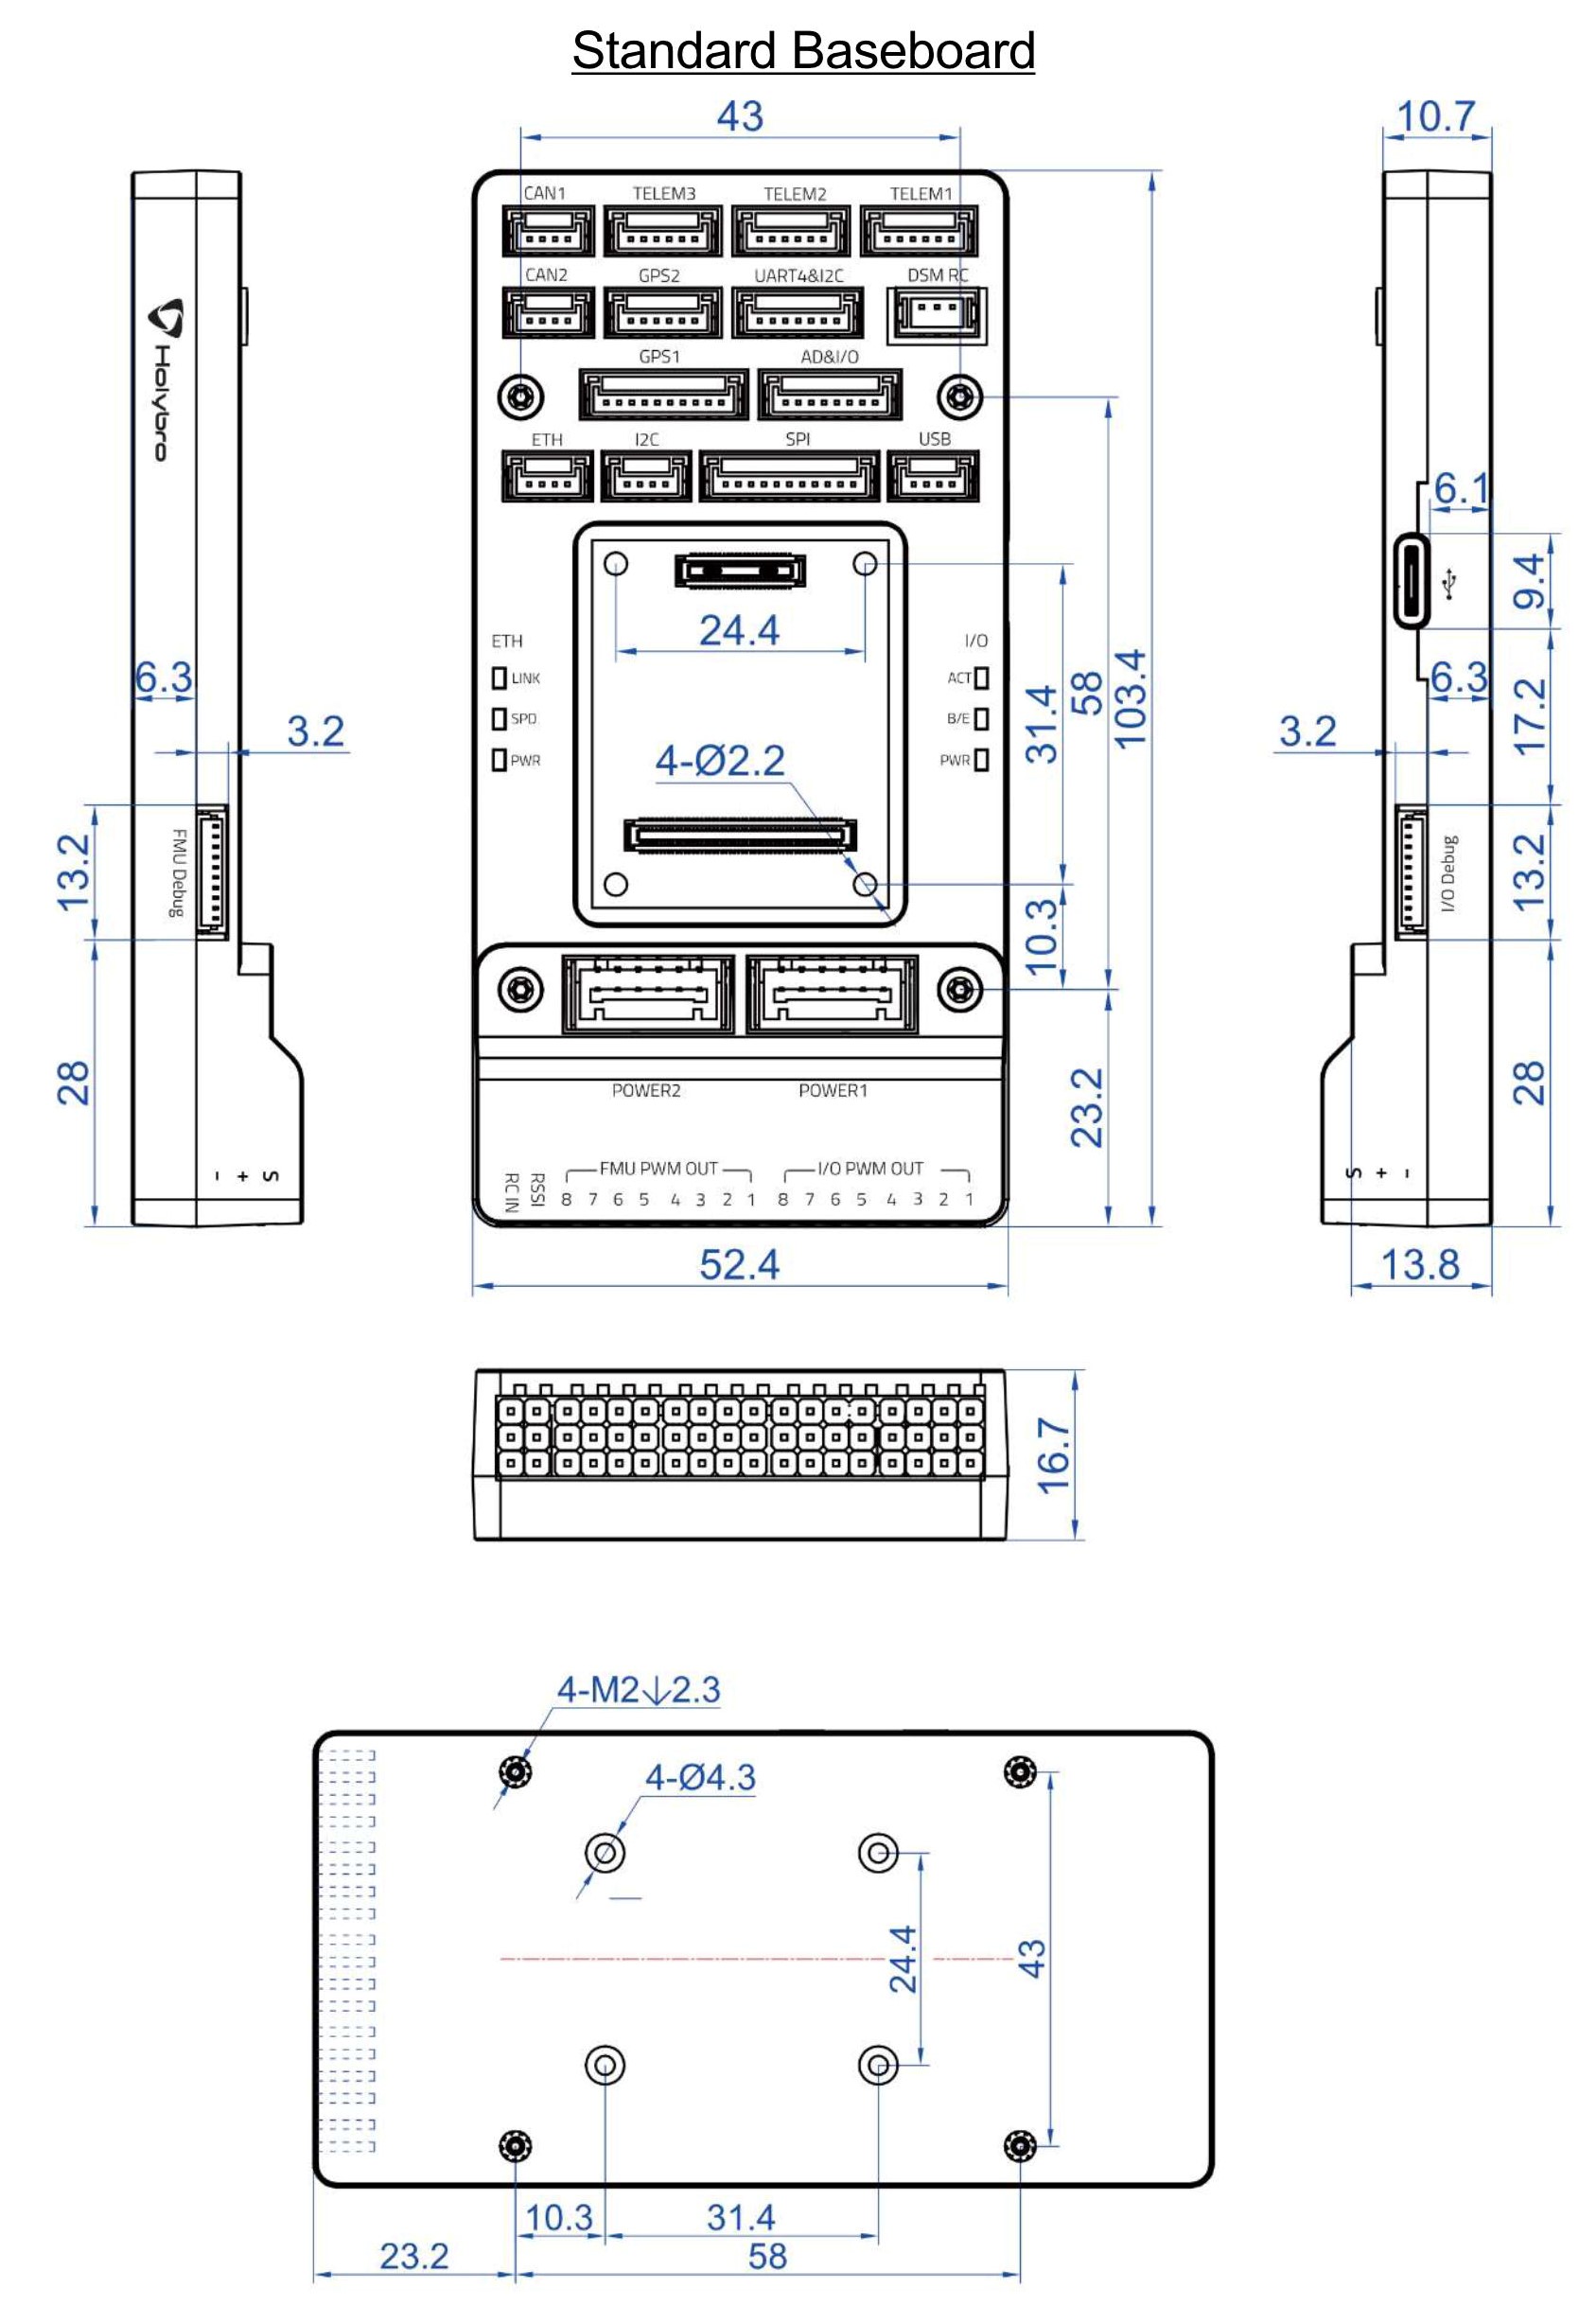 Standard Baseboard
43
10.7
CAN1 TELEM3 TELEM2 TELEM1
CAN2 GPS2 UART4&I2C DSM RC
GPS1 AD&I/O
ETH I2C SPI USB
Holybro
6.1
9.4
24.4
ETH I/O
LINK ACT
SPD B/E
PWR PWR
6.3
3.2
31.4
58
103.4
6.3
17.2
3.2
4-Ø2.2
13.2
FMU Debug
10.3
I/O Debug
13.2
28
23.2
28
POWER2 POWER1
- + S
RC IN
RSSI
FMU PWM OUT I/O PWM OUT
8 7 6 5 4 3 2 1 8 7 6 5 4 3 2 1
S + -
52.4
13.8
16.7
4-M2↓2.3
4-Ø4.3
24.4
43
10.3 31.4
23.2 58